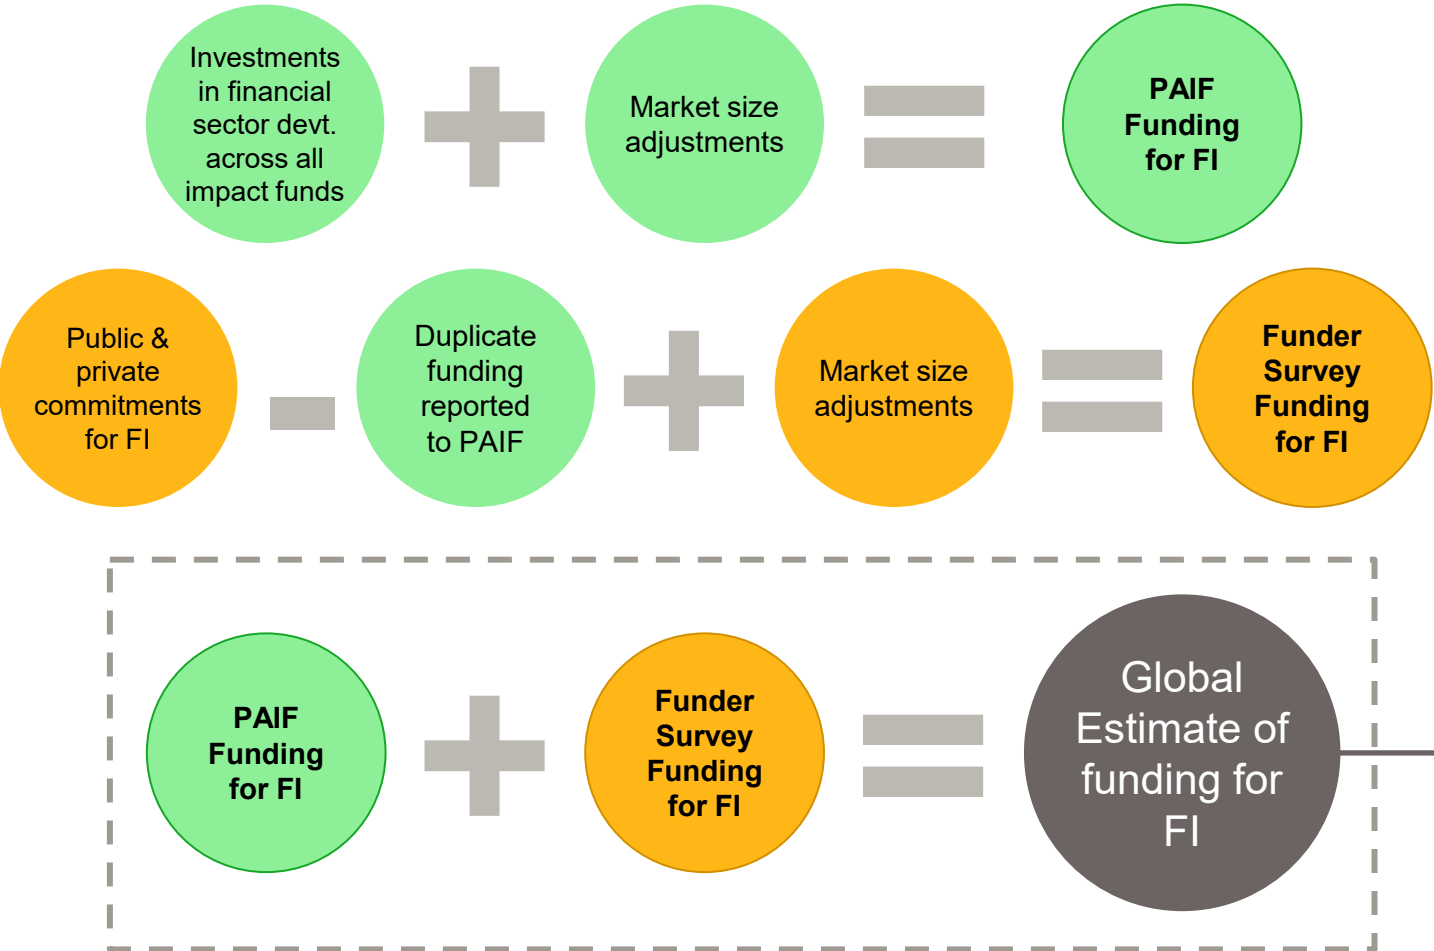 Investments
in financial
sector devt.
across all
impact funds
Market size
adjustments
PAIF
Funding
for FI
Public &
private
commitments
for FI
Duplicate
funding
reported
to PAIF
Market size
adjustments
Funder
Survey
Funding
for FI
PAIF
Funding
for FI
Funder
Survey
Funding
for FI
Global
Estimate of
funding for
FI